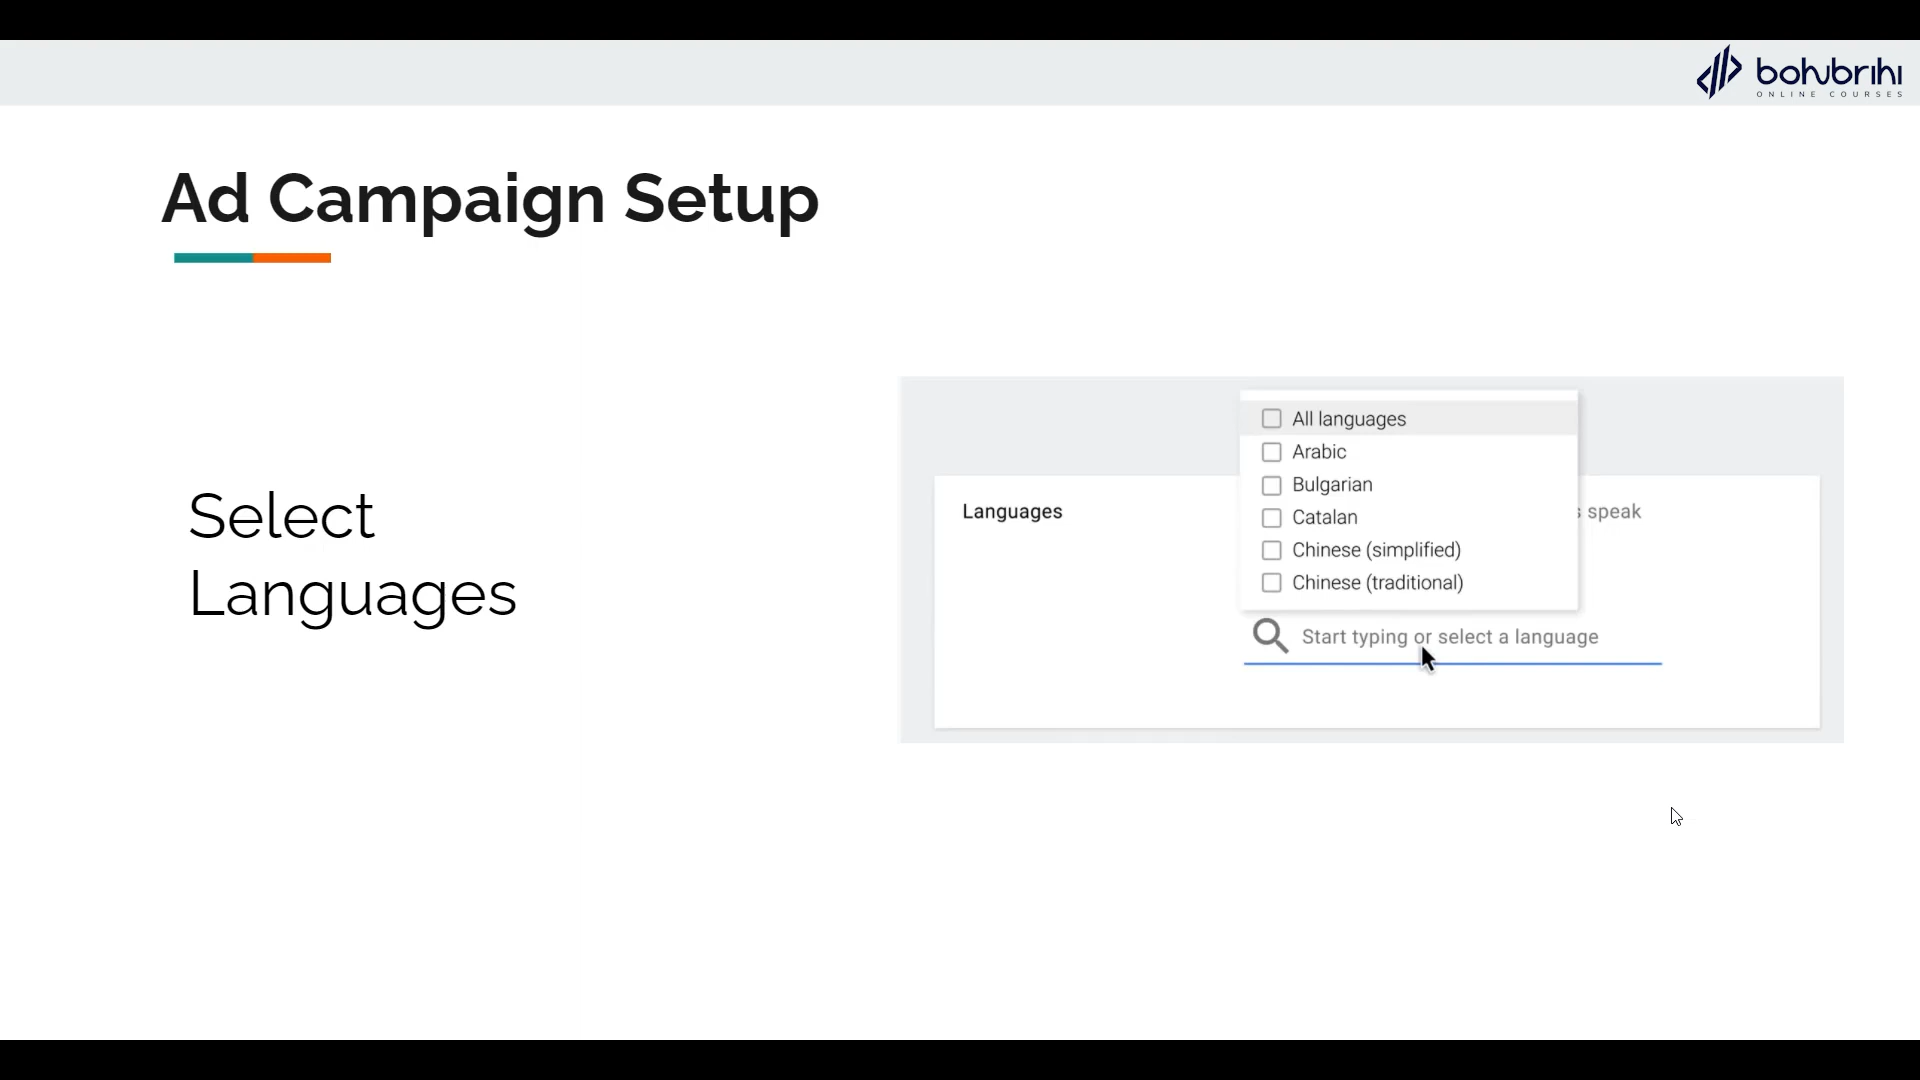 bohubrihi
ONLINE COURSES
Ad Campaign Setup
Select
Languages
All languages
Arabic
Bulgarian
Catalan
Chinese (simplified)
Chinese (traditional)
Languages
speak
Start typing or select a language